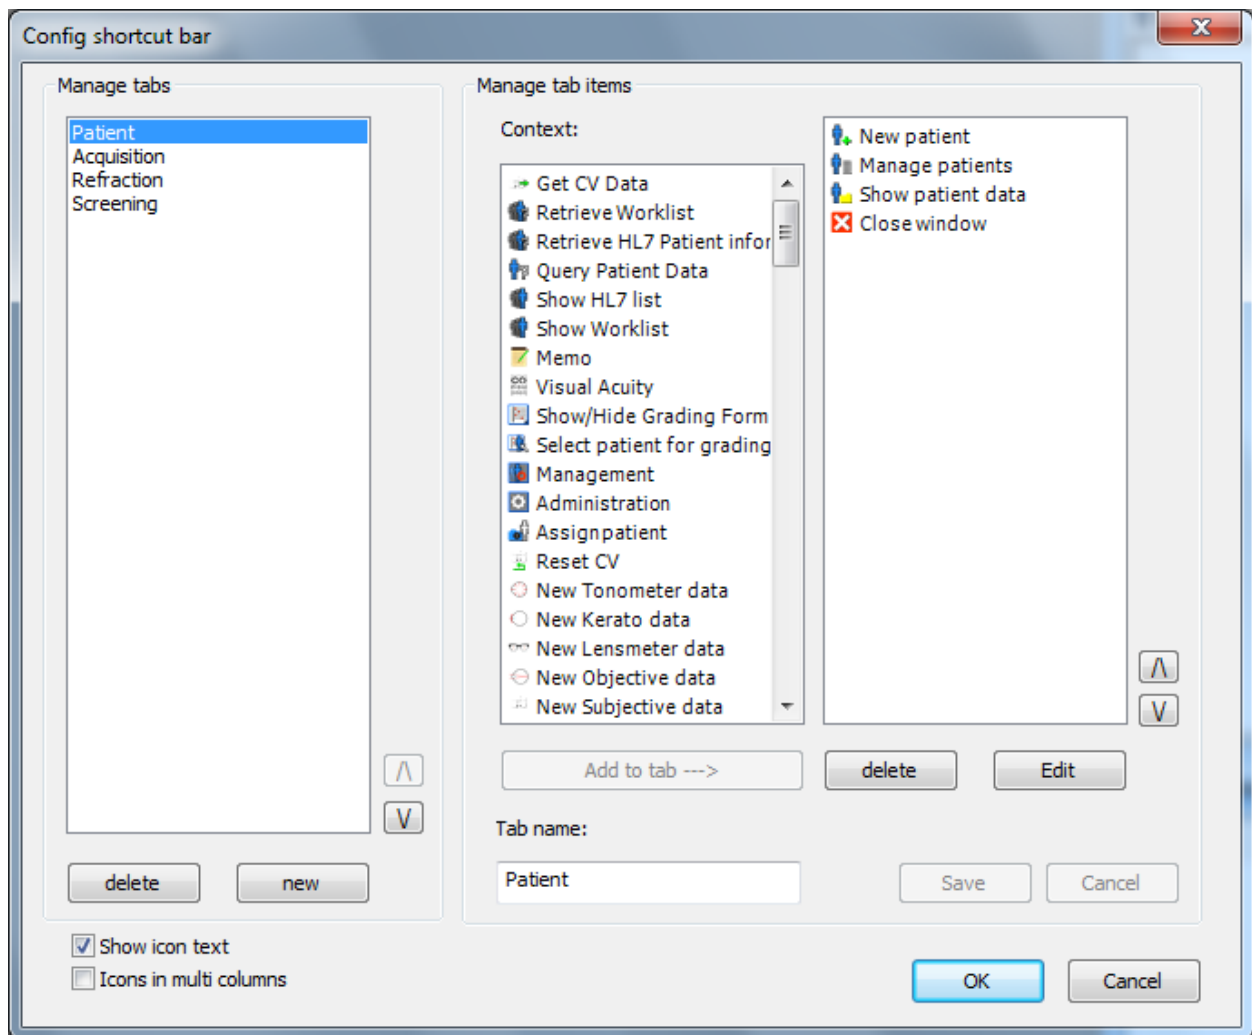 Config shortcut bar
Manage tabs
Patient
Acquisition
Refraction
Screening
/\
V
delete
new
Show icon text
Icons in multi columns
Manage tab items
Context:
Get CV Data
Retrieve Worklist
Retrieve HL7 Patient infor
Query Patient Data
Show HL7 list
Show Worklist
Memo
Visual Acuity
Show/Hide Grading Form
Select patient for grading
Management
Administration
Assign patient
Reset CV
New Tonometer data
New Kerato data
New Lensmeter data
New Objective data
New Subjective data
New patient
Manage patients
Show patient data
Close window
/\
V
Add to tab --->
delete
Edit
Tab name:
Patient
Save
Cancel
OK
Cancel